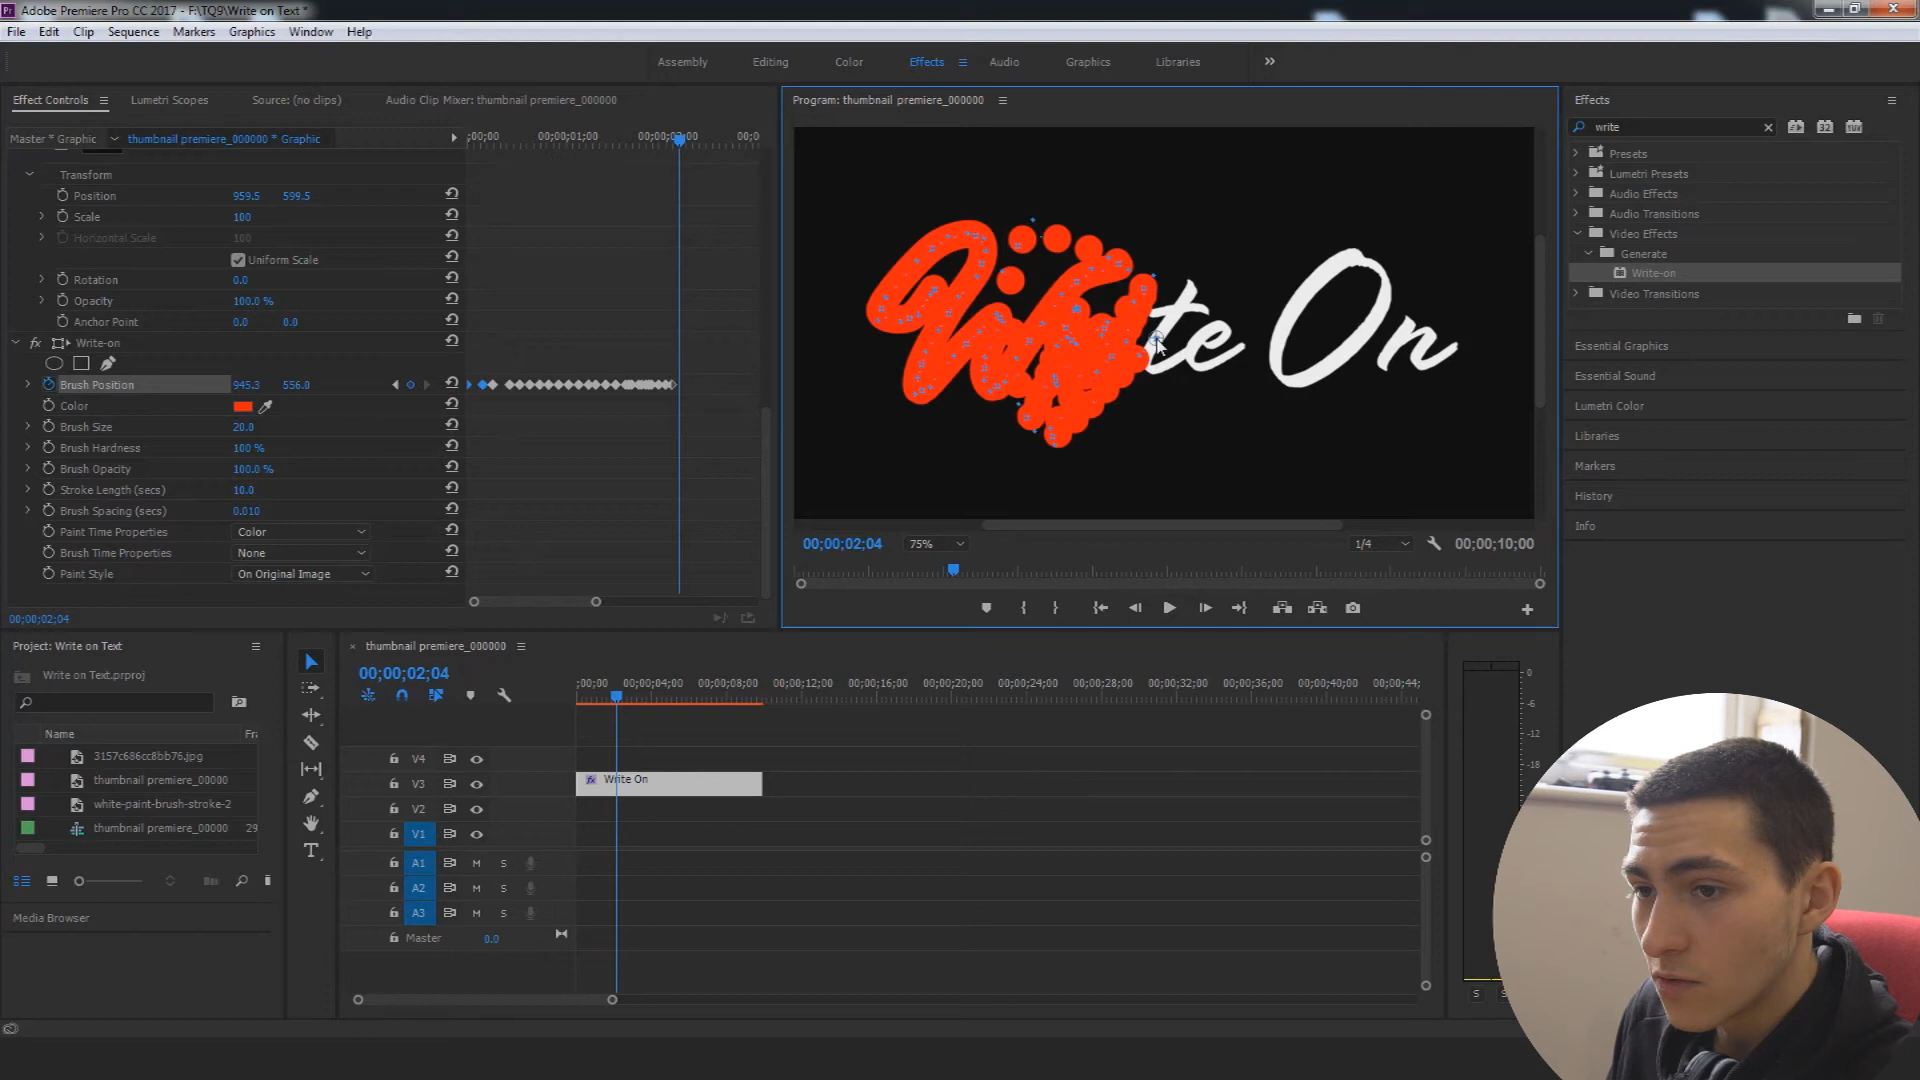 Adobe Premiere Pro CC 2017 - F:\TQ9\Write on Text *
File Edit Clip Sequence Markers Graphics Window Help
Assembly Editing Color Effects Audio Graphics Libraries
Effect Controls Lumetri Scopes Source: (no clips) Audio Clip Mixer: thumbnail premiere_000000
Master * Graphic thumbnail premiere_000000 * Graphic
;00;00 00;00;01;00 00;00;02;00 00;0
Transform
Position 959.5 599.5
Scale 100
Horizontal Scale 100
Uniform Scale
Rotation 0.0
Opacity 100.0 %
Anchor Point 0.0 0.0
fx Write-on
Brush Position 945.3 556.0
Color
Brush Size 20.0
Brush Hardness 100 %
Brush Opacity 100.0 %
Stroke Length (secs) 10.0
Brush Spacing (secs) 0.010
Paint Time Properties Color
Brush Time Properties None
Paint Style On Original Image
00;00;02;04
Program: thumbnail premiere_000000
Write On
00;00;02;04 75% 1/4 00;00;10;00
Effects
write
Presets
Lumetri Presets
Audio Effects
Audio Transitions
Video Effects
Generate
Write-on
Video Transitions
Essential Graphics
Essential Sound
Lumetri Color
Libraries
Markers
History
Info
Project: Write on Text
Write on Text.prproj
Name Fr
3157c686cc8bb76.jpg
thumbnail premiere_00000
white-paint-brush-stroke-2
thumbnail premiere_00000 29
Media Browser
thumbnail premiere_000000
00;00;02;04
;00;00 00;00;04;00 00;00;08;00 00;00;12;00 00;00;16;00 00;00;20;00 00;00;24;00 00;00;28;00 00;00;32;00 00;00;36;00 00;00;40;00 00;00;44;
V4
V3 fx Write On
V2
V1
A1 M S
A2 M S
A3 M S
Master 0.0
0
-6
-12
-18
S S